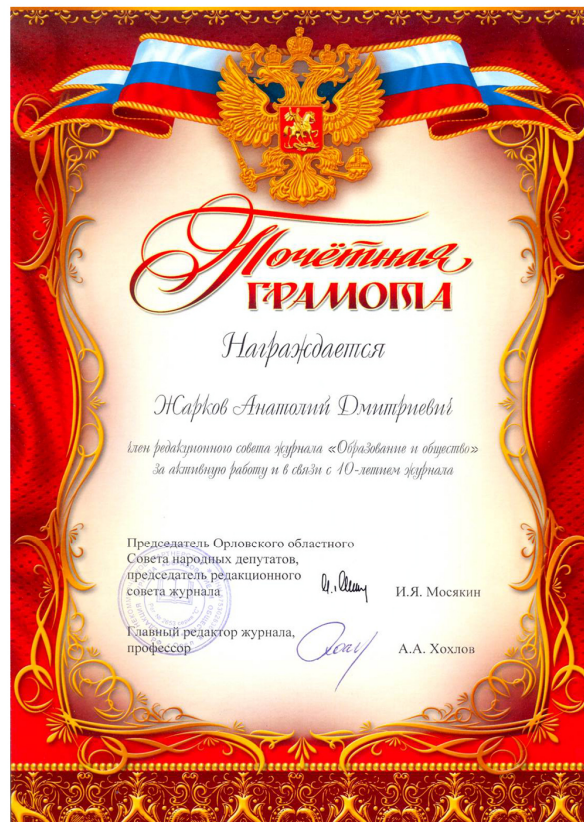 Почётная
ГРАМОТА
Награждается
Жарков Анатолий Дмитриевич
член редакционного совета журнала «Образование и общество»
за активную работу и в связи с 10-летием журнала
Председатель Орловского областного
Совета народных депутатов,
председатель редакционного
совета журнала
И.Я. Мосякин
Главный редактор журнала,
профессор
А.А. Хохлов